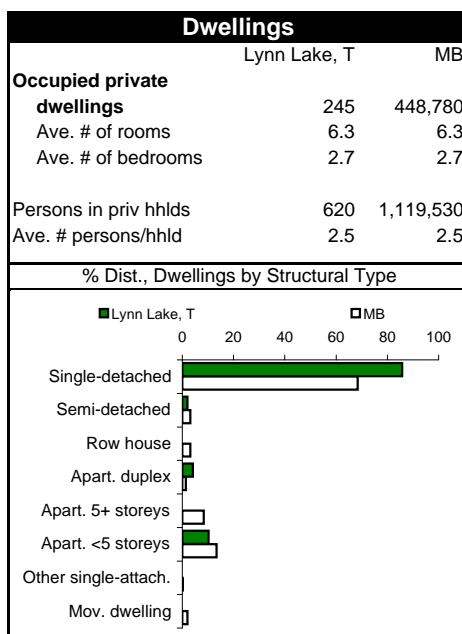 Dwellings
Lynn Lake, T MB
Occupied private
dwellings 245 448,780
Ave. # of rooms 6.3 6.3
Ave. # of bedrooms 2.7 2.7
Persons in priv hhlds 620 1,119,530
Ave. # persons/hhld 2.5 2.5
% Dist., Dwellings by Structural Type
Lynn Lake, T MB
0 20 40 60 80 100
Single-detached
Semi-detached
Row house
Apart. duplex
Apart. 5+ storeys
Apart. <5 storeys
Other single-attach.
Mov. dwelling